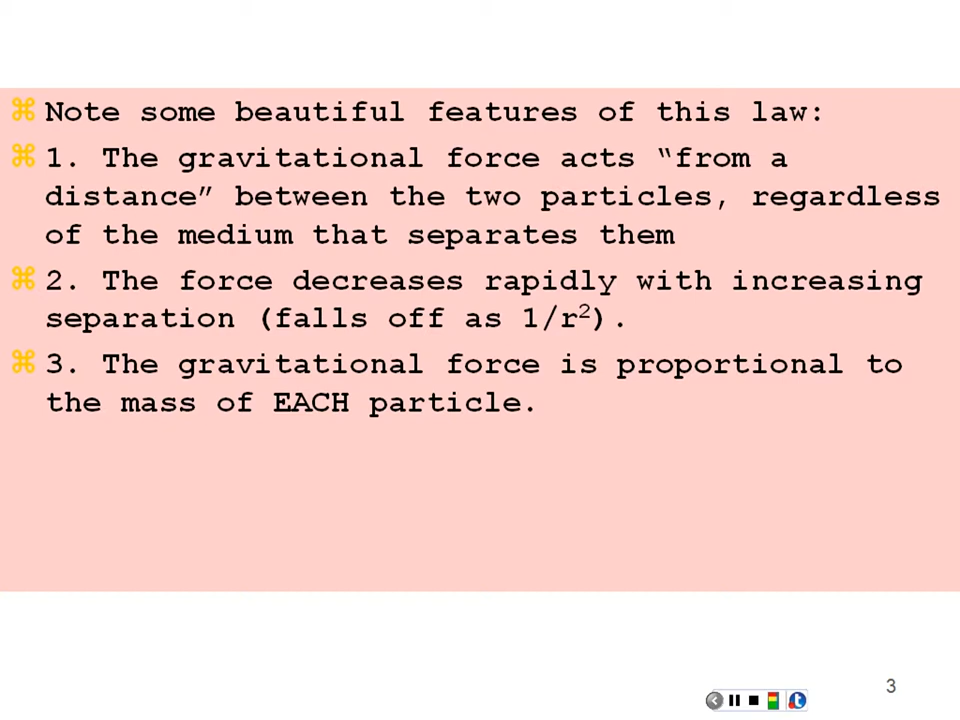 ⌘ Note some beautiful features of this law:
⌘ 1. The gravitational force acts “from a
distance” between the two particles, regardless
of the medium that separates them
⌘ 2. The force decreases rapidly with increasing
separation (falls off as 1/r²).
⌘ 3. The gravitational force is proportional to
the mass of EACH particle.
3